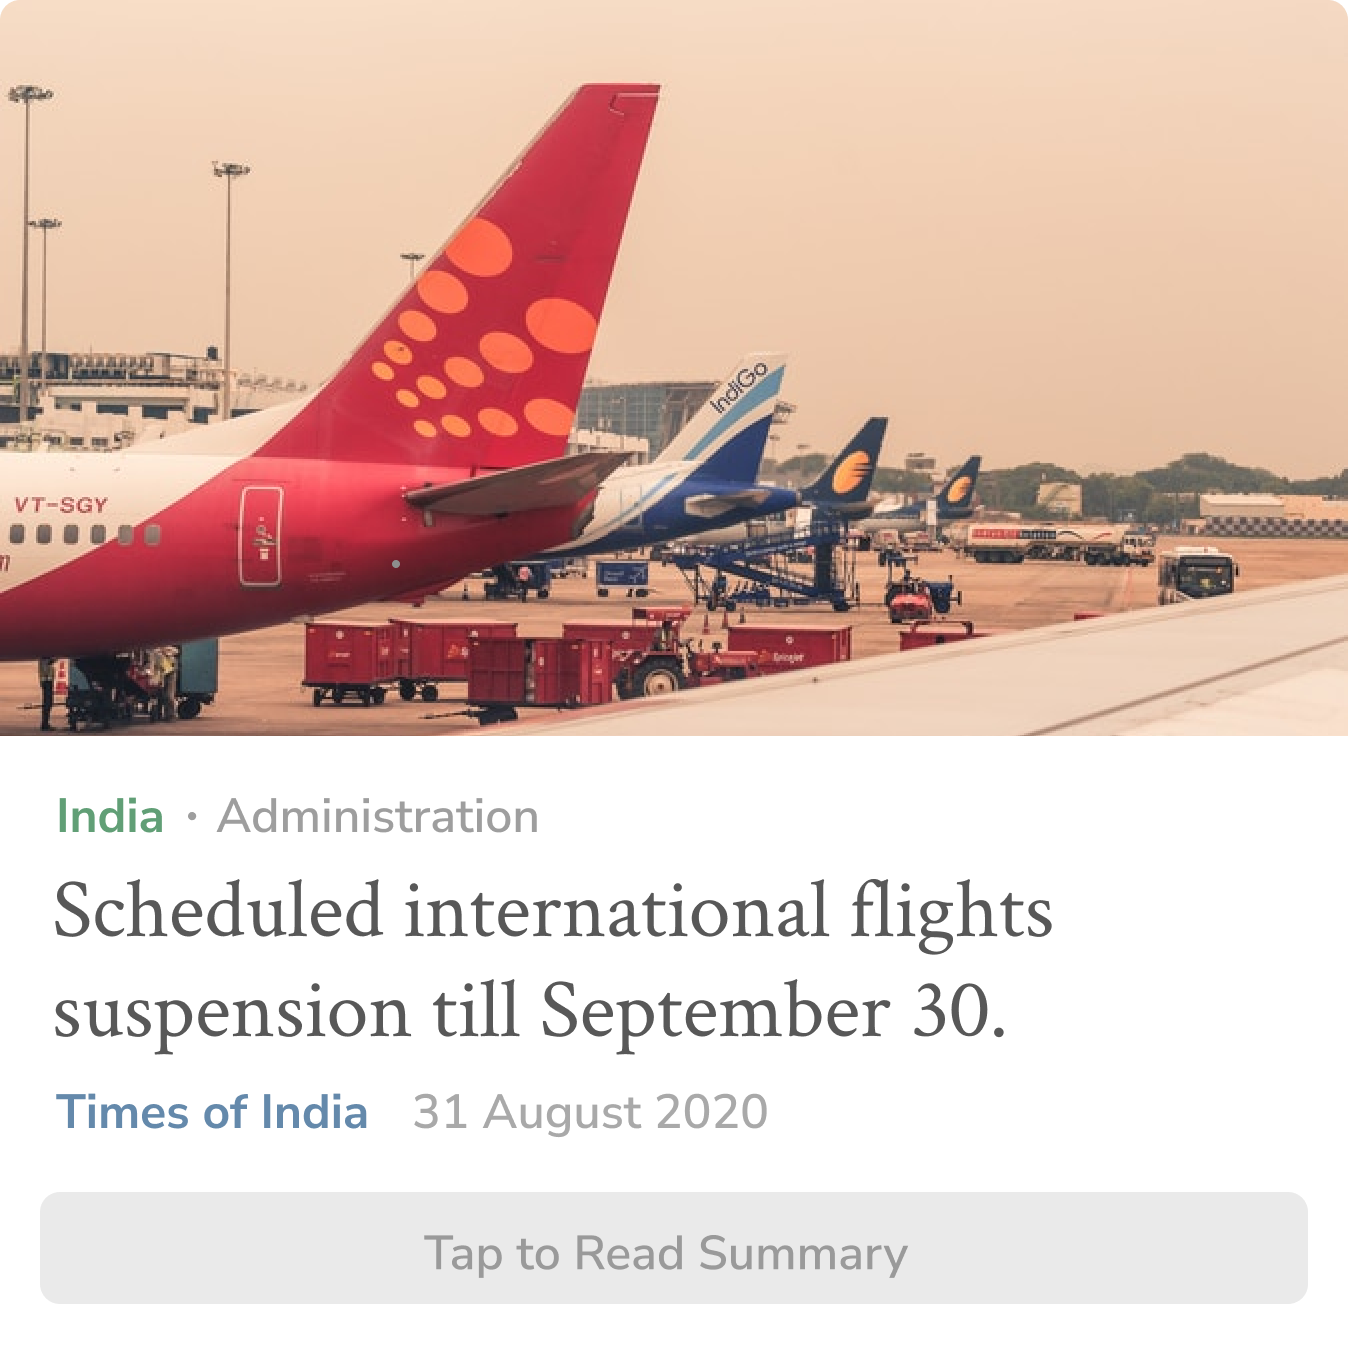 IndiGo
VT-SGY
Spicejet
India · Administration
Scheduled international flights
suspension till September 30.
Times of India 31 August 2020
Tap to Read Summary